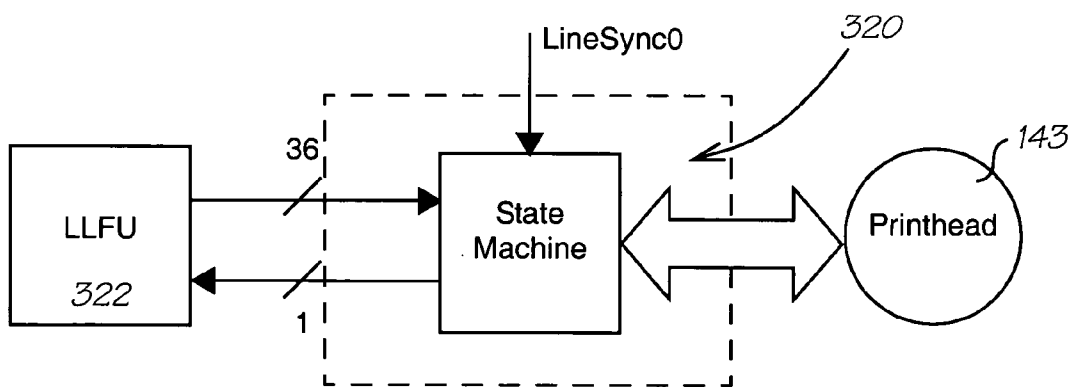 LineSync0
320
36
143
LLFU
322
State
Machine
Printhead
1